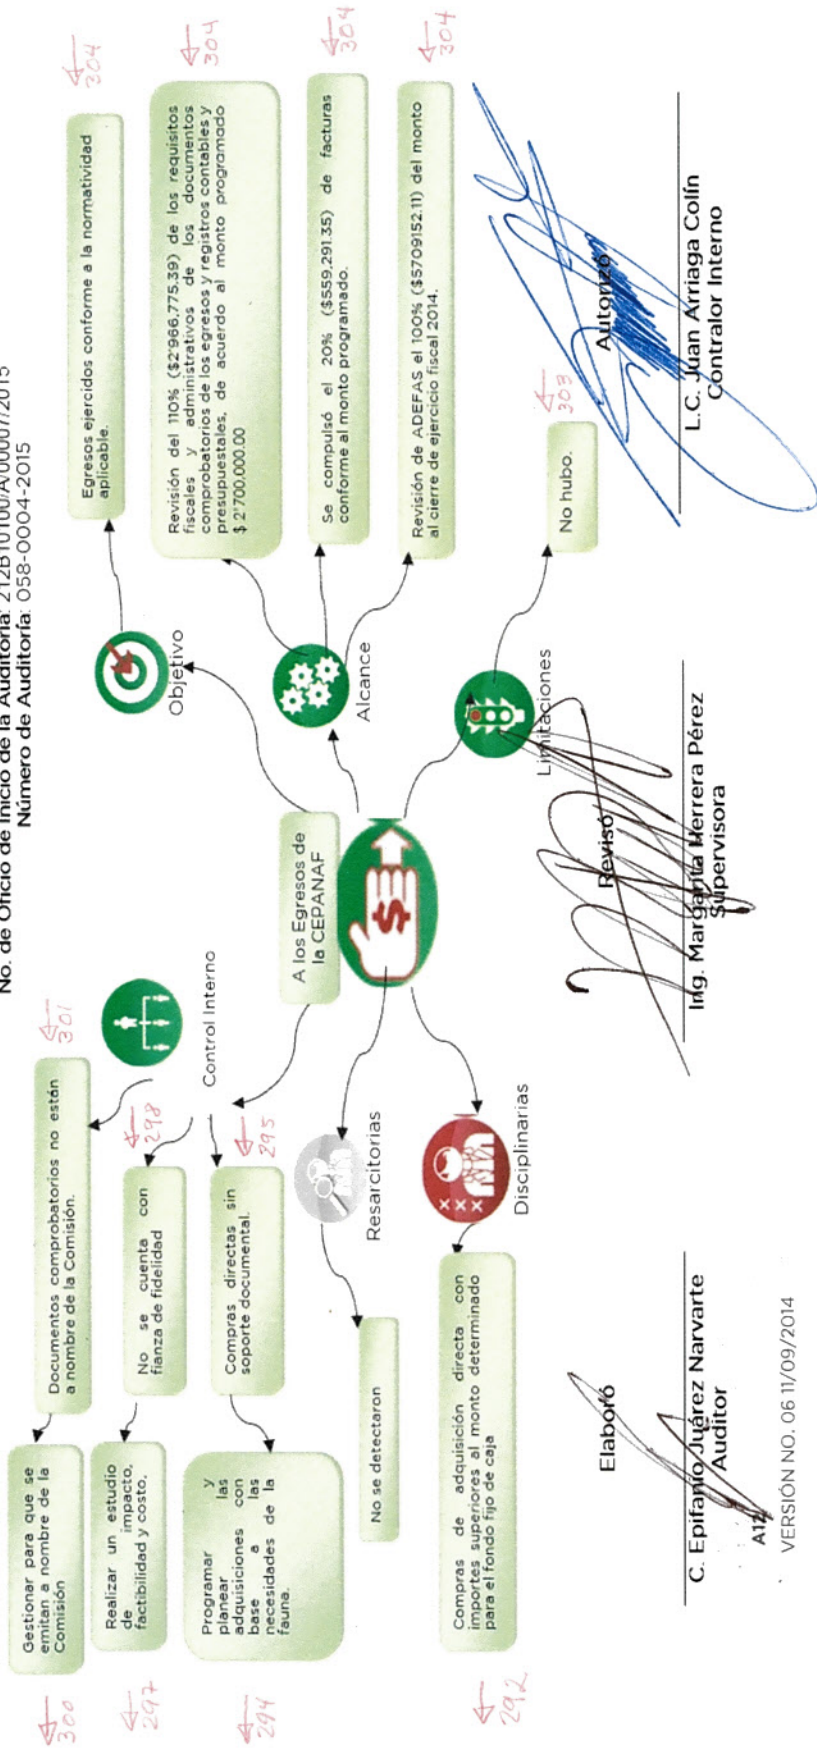 No. de Oficio de Inicio de la Auditoría: 212B10100/A/00007/2015
Número de Auditoría: 058-0004-2015
304
Egresos ejercidos conforme a la normatividad
aplicable.
Objetivo
304
Revisión del 110% ($2'966,775.39) de los requisitos
fiscales y administrativos de los documentos
comprobatorios de los egresos y registros contables y
presupuestales, de acuerdo al monto programado
$ 2'700,000.00
304
Se compulsó el 20% ($559,291.35) de facturas
conforme al monto programado.
Alcance
304
Revisión de ADEFAS el 100% ($5709152.11) del monto
al cierre de ejercicio fiscal 2014.
303
No hubo.
Limitaciones
A los Egresos de
la CEPANAF
$
Control Interno
301
Documentos comprobatorios no están
a nombre de la Comisión.
300
Gestionar para que se
emitan a nombre de la
Comisión
298
No se cuenta con
fianza de fidelidad
297
Realizar un estudio
de impacto,
factibilidad y costo.
295
Compras directas sin
soporte documental.
294
Programar y
planear las
adquisiciones con
base a las
necesidades de la
fauna.
Resarcitorias
No se detectaron
Disciplinarias
292
Compras de adquisición directa con
importes superiores al monto determinado
para el fondo fijo de caja
Elaboró
C. Epifanio Juárez Narvarte
Auditor
A12
Revisó
Ing. Margarita Herrera Pérez
Supervisora
Autorizó
L.C. Juan Arriaga Colín
Contralor Interno
VERSIÓN NO. 06 11/09/2014